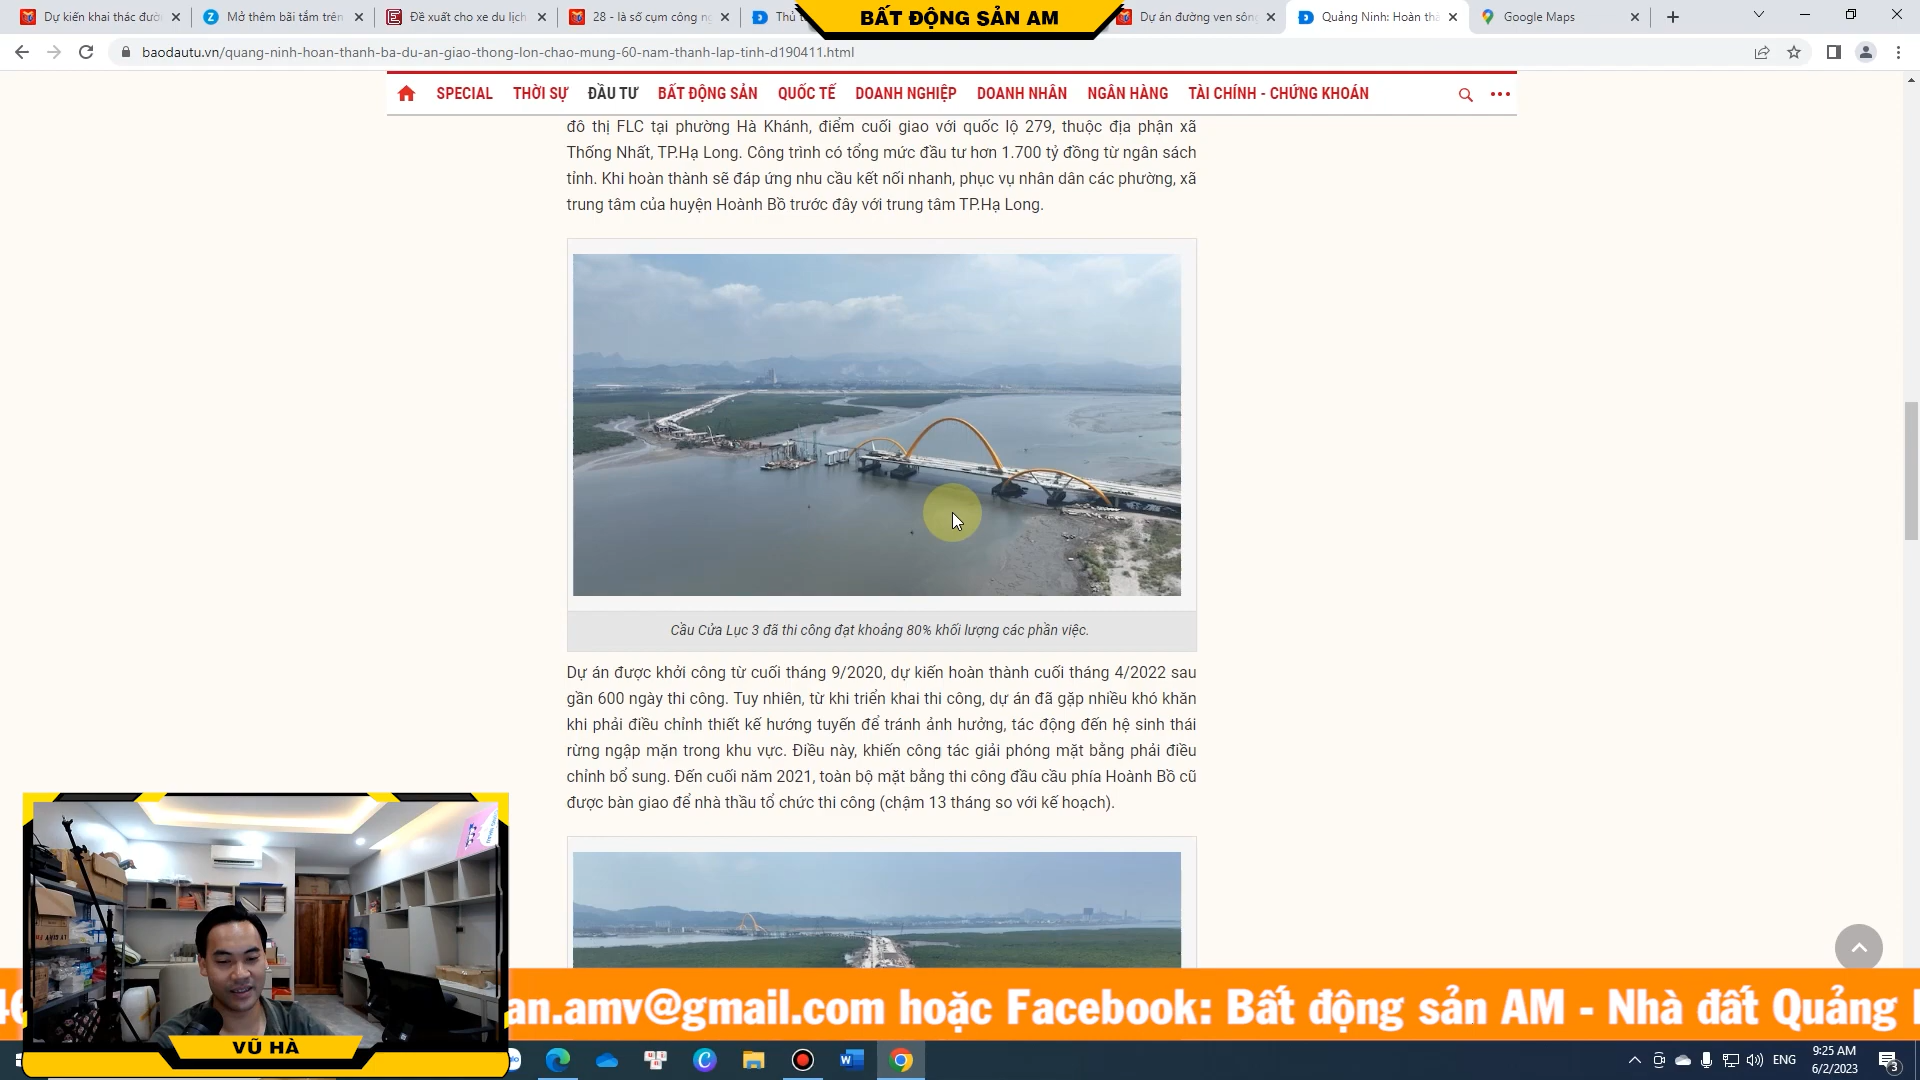 Dự kiến khai thác đườ
Mở thêm bãi tắm trên
Đề xuất cho xe du lịch
28 - là số cụm công ng
Thủ t
BẤT ĐỘNG SẢN AM
Dự án đường ven sông
Quảng Ninh: Hoàn thà
Google Maps
baodautu.vn/quang-ninh-hoan-thanh-ba-du-an-giao-thong-lon-chao-mung-60-nam-thanh-lap-tinh-d190411.html
SPECIAL THỜI SỰ ĐẦU TƯ BẤT ĐỘNG SẢN QUỐC TẾ DOANH NGHIỆP DOANH NHÂN NGÂN HÀNG TÀI CHÍNH - CHỨNG KHOÁN
đô thị FLC tại phường Hà Khánh, điểm cuối giao với quốc lộ 279, thuộc địa phận xã
Thống Nhất, TP.Hạ Long. Công trình có tổng mức đầu tư hơn 1.700 tỷ đồng từ ngân sách
tỉnh. Khi hoàn thành sẽ đáp ứng nhu cầu kết nối nhanh, phục vụ nhân dân các phường, xã
trung tâm của huyện Hoành Bồ trước đây với trung tâm TP.Hạ Long.
Cầu Cửa Lục 3 đã thi công đạt khoảng 80% khối lượng các phần việc.
Dự án được khởi công từ cuối tháng 9/2020, dự kiến hoàn thành cuối tháng 4/2022 sau
gần 600 ngày thi công. Tuy nhiên, từ khi triển khai thi công, dự án đã gặp nhiều khó khăn
khi phải điều chỉnh thiết kế hướng tuyến để tránh ảnh hưởng, tác động đến hệ sinh thái
rừng ngập mặn trong khu vực. Điều này, khiến công tác giải phóng mặt bằng phải điều
chỉnh bổ sung. Đến cuối năm 2021, toàn bộ mặt bằng thi công đầu cầu phía Hoành Bồ cũ
được bàn giao để nhà thầu tổ chức thi công (chậm 13 tháng so với kế hoạch).
an.amv@gmail.com hoặc Facebook: Bất động sản AM - Nhà đất Quảng
VŨ HÀ
ENG
9:25 AM
6/2/2023
3